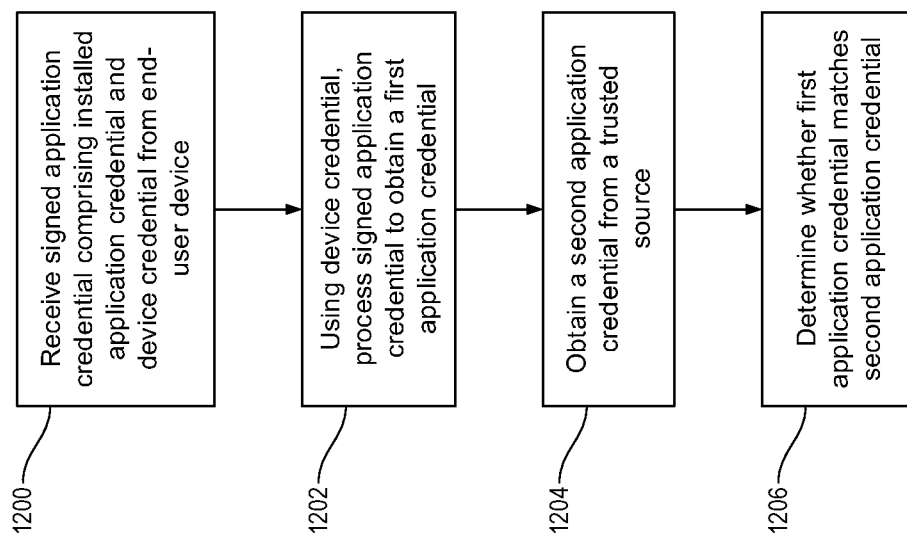 1200
Receive signed application
credential comprising installed
application credential and
device credential from end-
user device
1202
Using device credential,
process signed application
credential to obtain a first
application credential
1204
Obtain a second application
credential from a trusted
source
1206
Determine whether first
application credential matches
second application credential